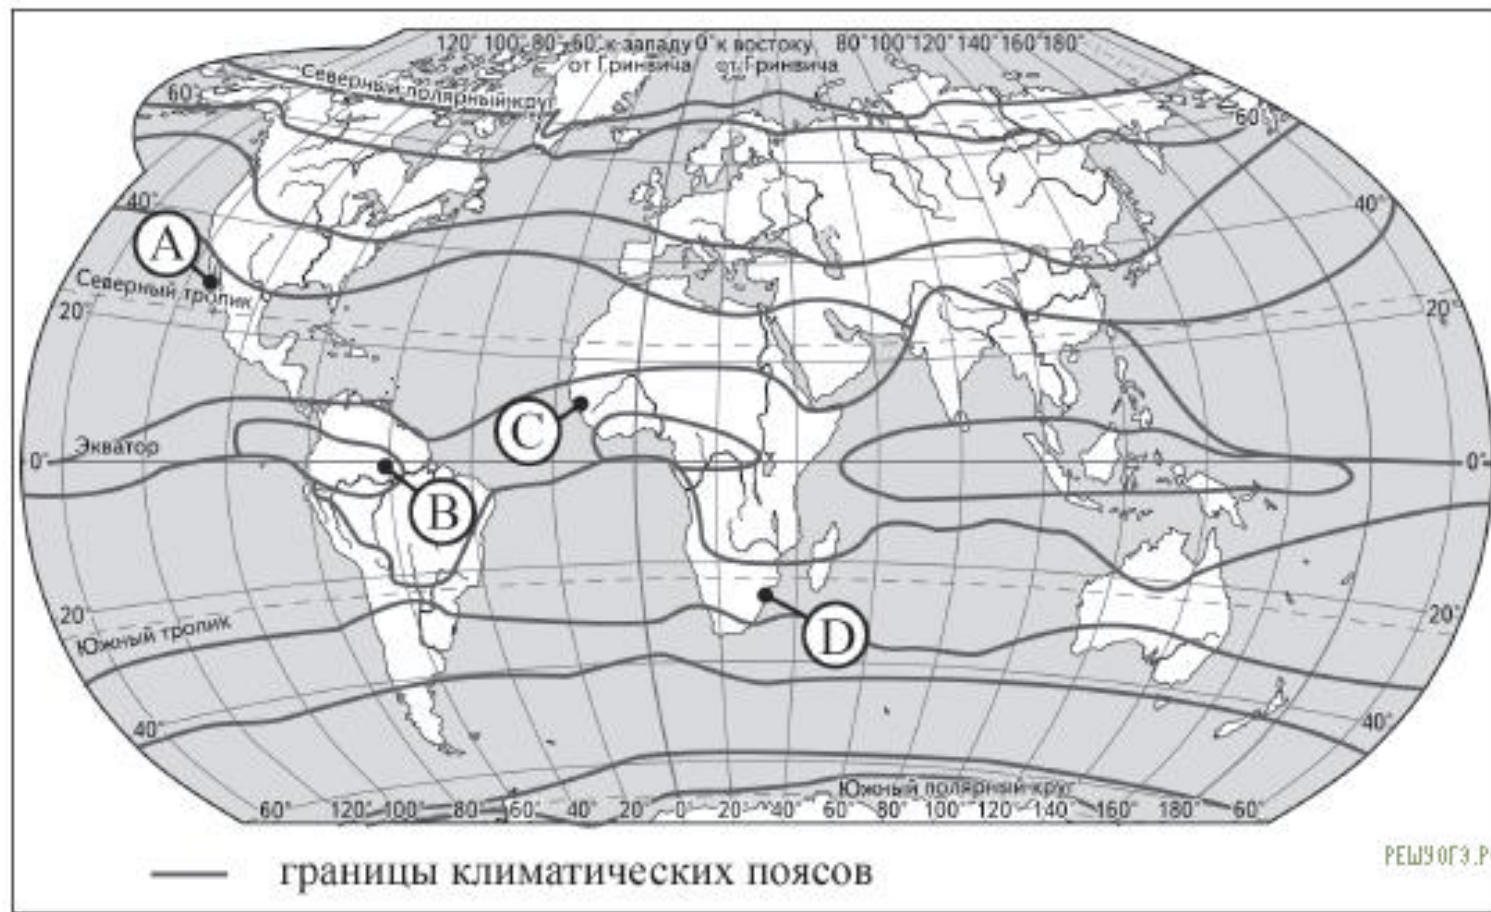 120° 100° 80° 60° к западу 0° к востоку 80° 100° 120° 140° 160° 180°
от Гринвича от Гринвича
Северный полярный круг
60° 60°
40° 40°
A
Северный тропик
20° 20°
C
Экватор
0° 0°
B
D
20° 20°
Южный тропик
40° 40°
Южный полярный круг
60° 120° 100° 80° 60° 40° 20° 0° 20° 40° 60° 80° 100° 120° 140° 160° 180° 60°
границы климатических поясов
РЕШУОГЭ.Р